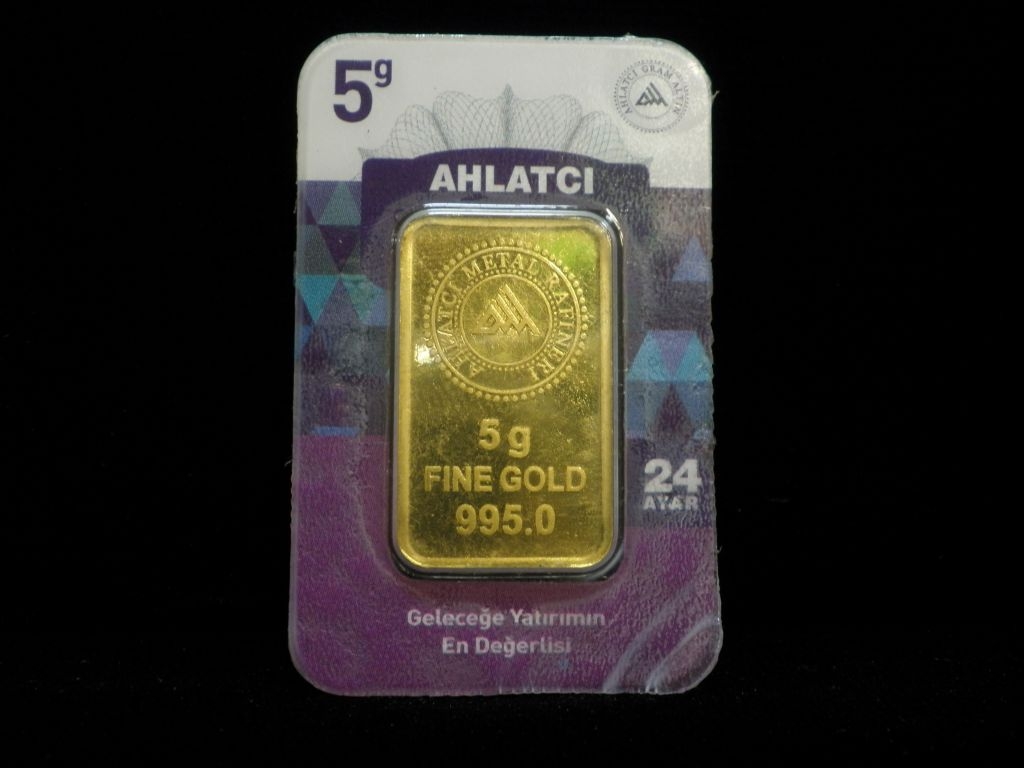 5g
AHLATCI GRAM ALTIN
AHLATCI
AHLATCI METAL RAFİNERİ
5 g
FINE GOLD
995.0
24
AYAR
Geleceğe Yatırımın
En Değerlisi